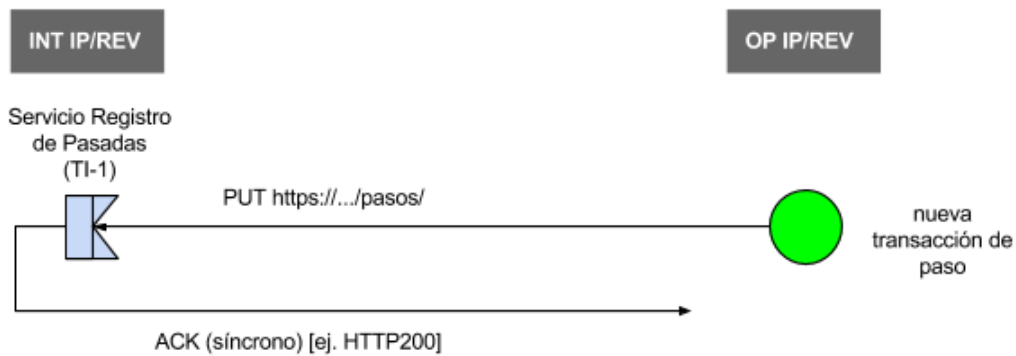 INT IP/REV
OP IP/REV
Servicio Registro
de Pasadas
(TI-1)
PUT https://.../pasos/
nueva
transacción de
paso
ACK (síncrono) [ej. HTTP200]